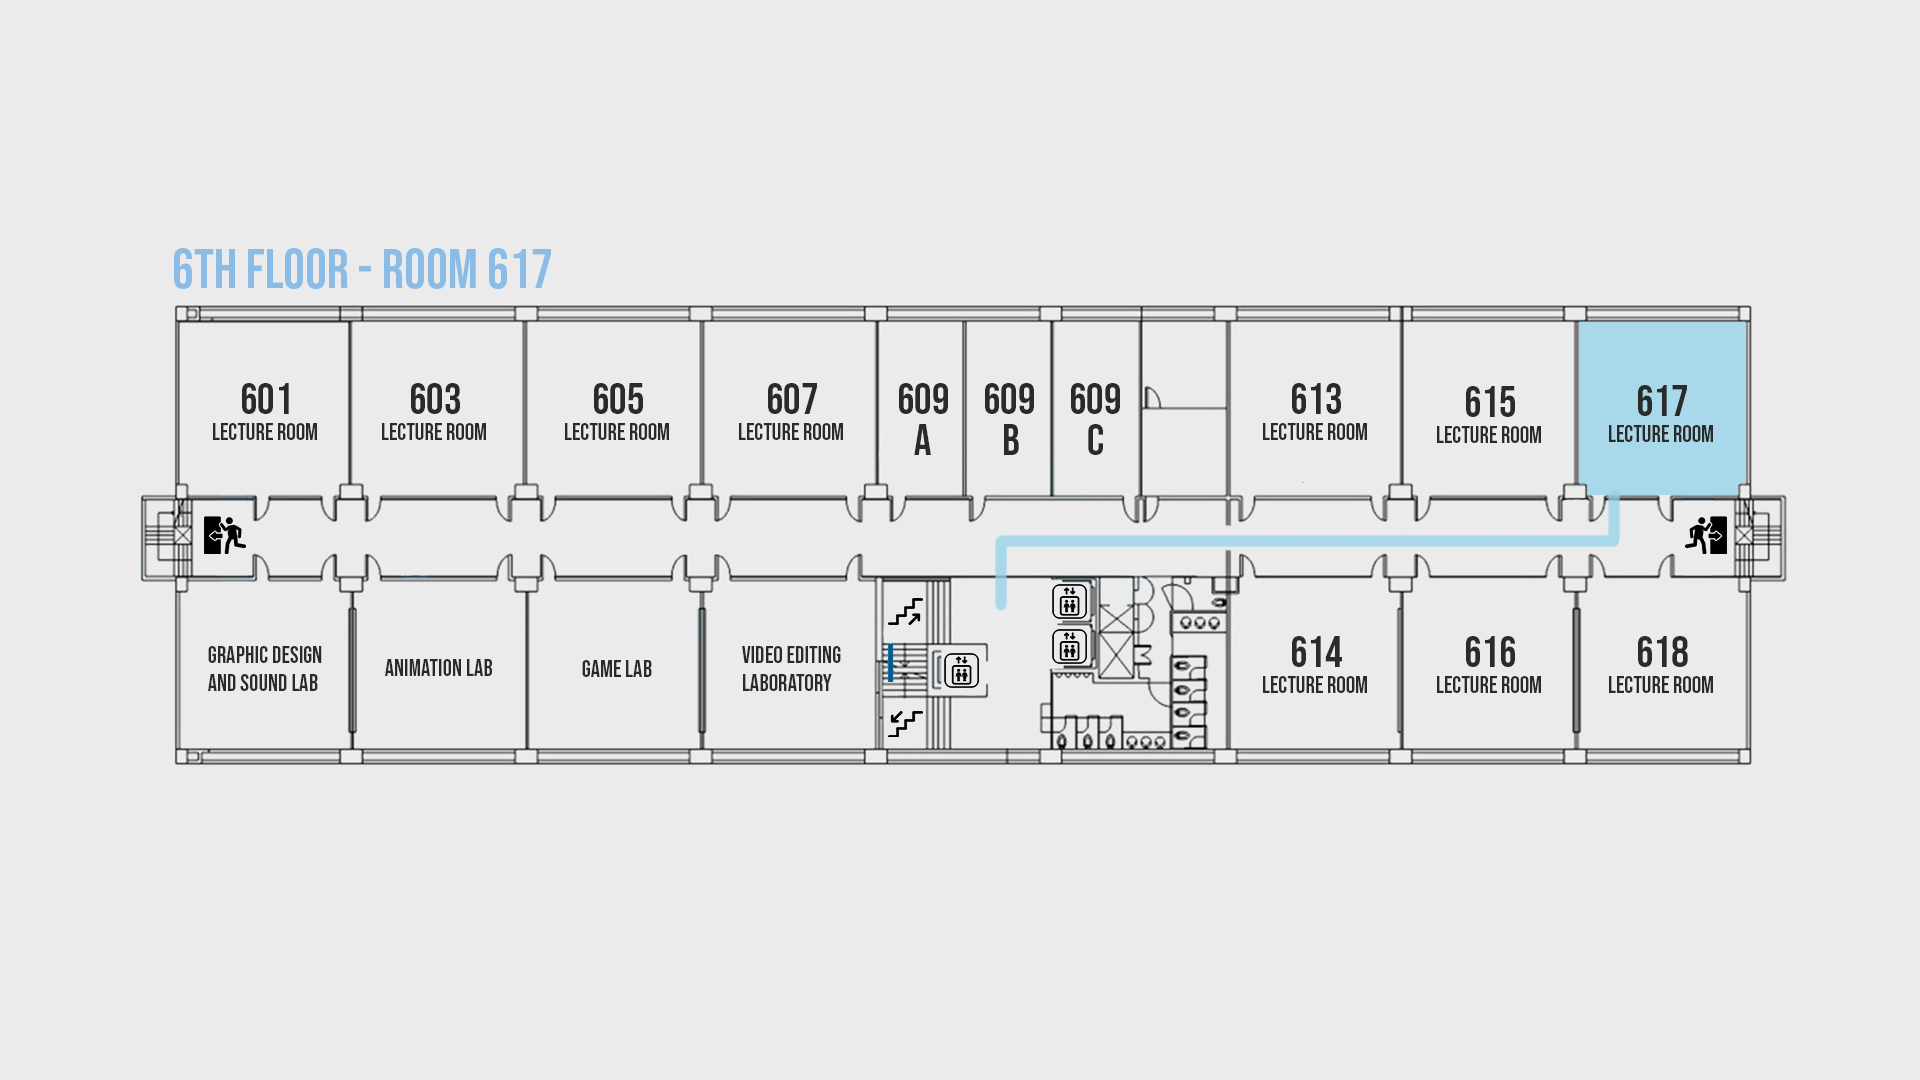 6TH FLOOR - ROOM 617
601
LECTURE ROOM
603
LECTURE ROOM
605
LECTURE ROOM
607
LECTURE ROOM
609
A
609
B
609
C
613
LECTURE ROOM
615
LECTURE ROOM
617
LECTURE ROOM
GRAPHIC DESIGN
AND SOUND LAB
ANIMATION LAB
GAME LAB
VIDEO EDITING
LABORATORY
614
LECTURE ROOM
616
LECTURE ROOM
618
LECTURE ROOM